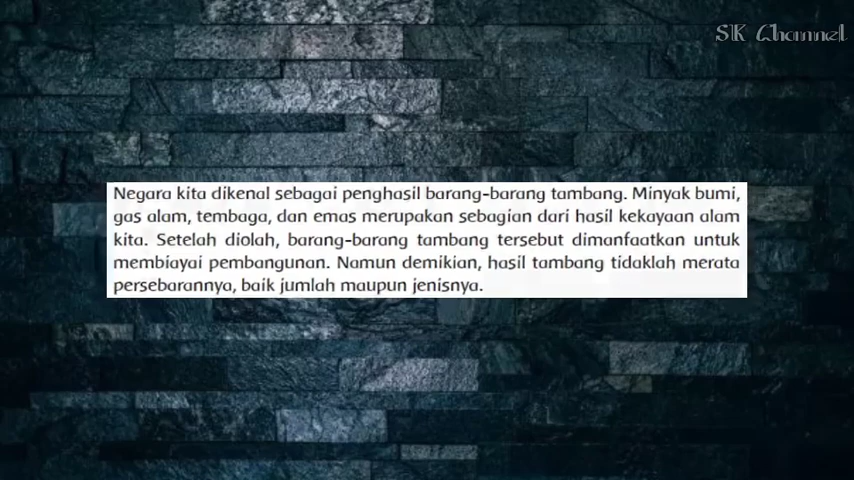 SK Channel
Negara kita dikenal sebagai penghasil barang-barang tambang. Minyak bumi,
gas alam, tembaga, dan emas merupakan sebagian dari hasil kekayaan alam
kita. Setelah diolah, barang-barang tambang tersebut dimanfaatkan untuk
membiayai pembangunan. Namun demikian, hasil tambang tidaklah merata
persebarannya, baik jumlah maupun jenisnya.